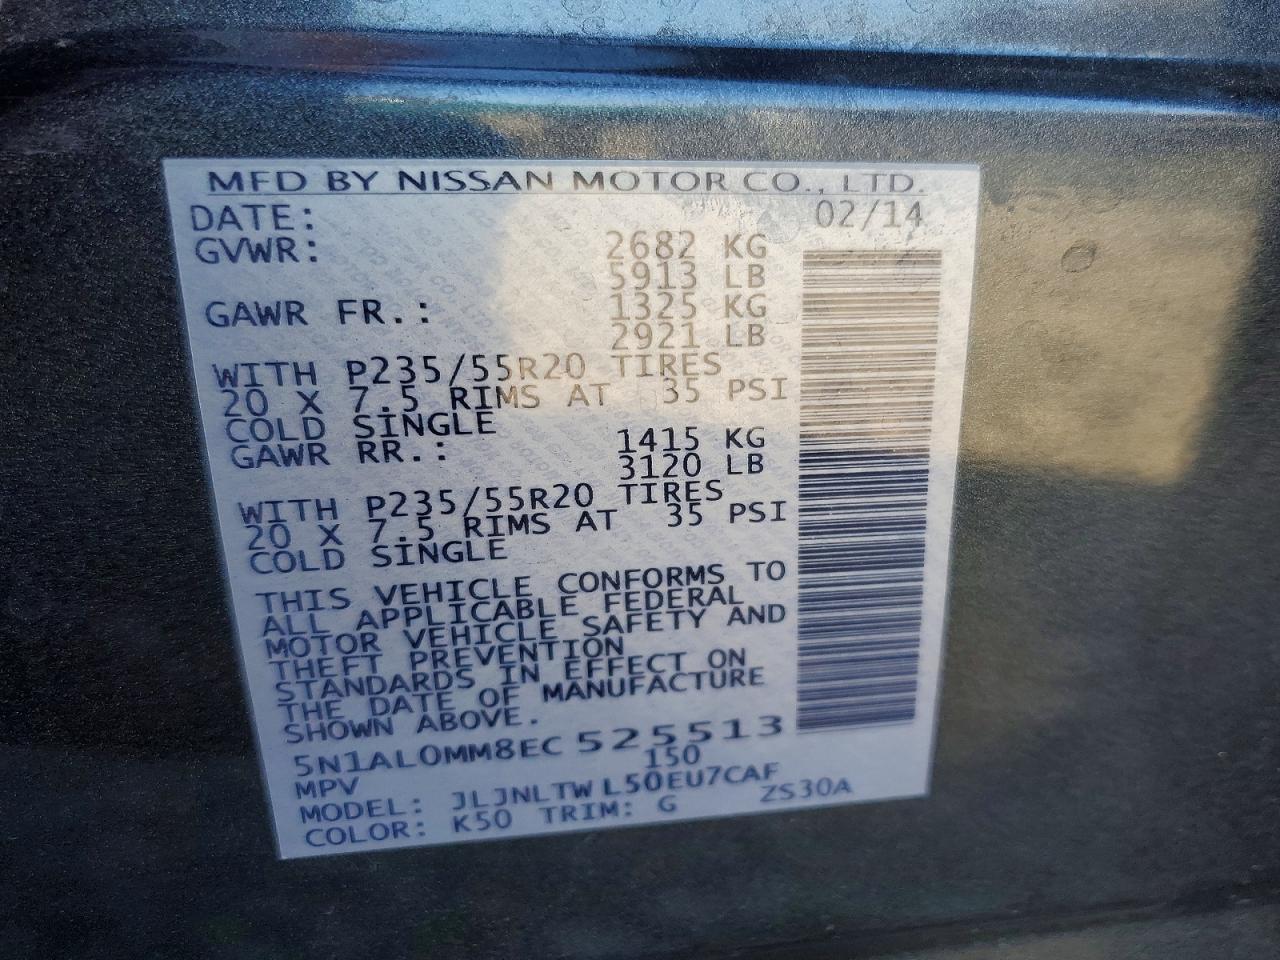 MFD BY NISSAN MOTOR CO., LTD.
DATE: 02/14
GVWR: 2682 KG
5913 LB
GAWR FR.: 1325 KG
2921 LB
WITH P235/55R20 TIRES
20 X 7.5 RIMS AT 35 PSI
COLD SINGLE
GAWR RR.: 1415 KG
3120 LB
WITH P235/55R20 TIRES
20 X 7.5 RIMS AT 35 PSI
COLD SINGLE
THIS VEHICLE CONFORMS TO
ALL APPLICABLE FEDERAL
MOTOR VEHICLE SAFETY AND
THEFT PREVENTION
STANDARDS IN EFFECT ON
THE DATE OF MANUFACTURE
SHOWN ABOVE.
5N1AL0MM8EC 525513
MPV 150
MODEL: JLJNLTW L50EU7CAF
COLOR: K50 TRIM: G ZS30A